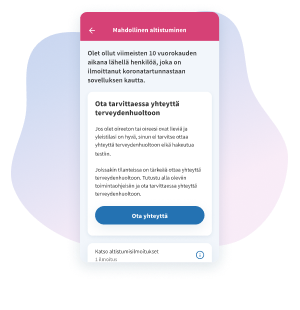 Mahdollinen altistuminen
Olet ollut viimeisten 10 vuorokauden
aikana lähellä henkilöä, joka on
ilmoittanut koronatartunnastaan
sovelluksen kautta.
Ota tarvittaessa yhteyttä
terveydenhuoltoon
Jos olet oireeton tai oireesi ovat lieviä ja
yleistilasi on hyvä, sinun ei tarvitse ottaa
yhteyttä terveydenhuoltoon eikä hakeutua
testiin.
Joissakin tilanteissa on tärkeää ottaa yhteyttä
terveydenhuoltoon. Tutustu alla oleviin
toimintaohjeisiin ja ota tarvittaessa yhteyttä
terveydenhuoltoon.
Ota yhteyttä
Katso altistumisilmoitukset
1 ilmoitus